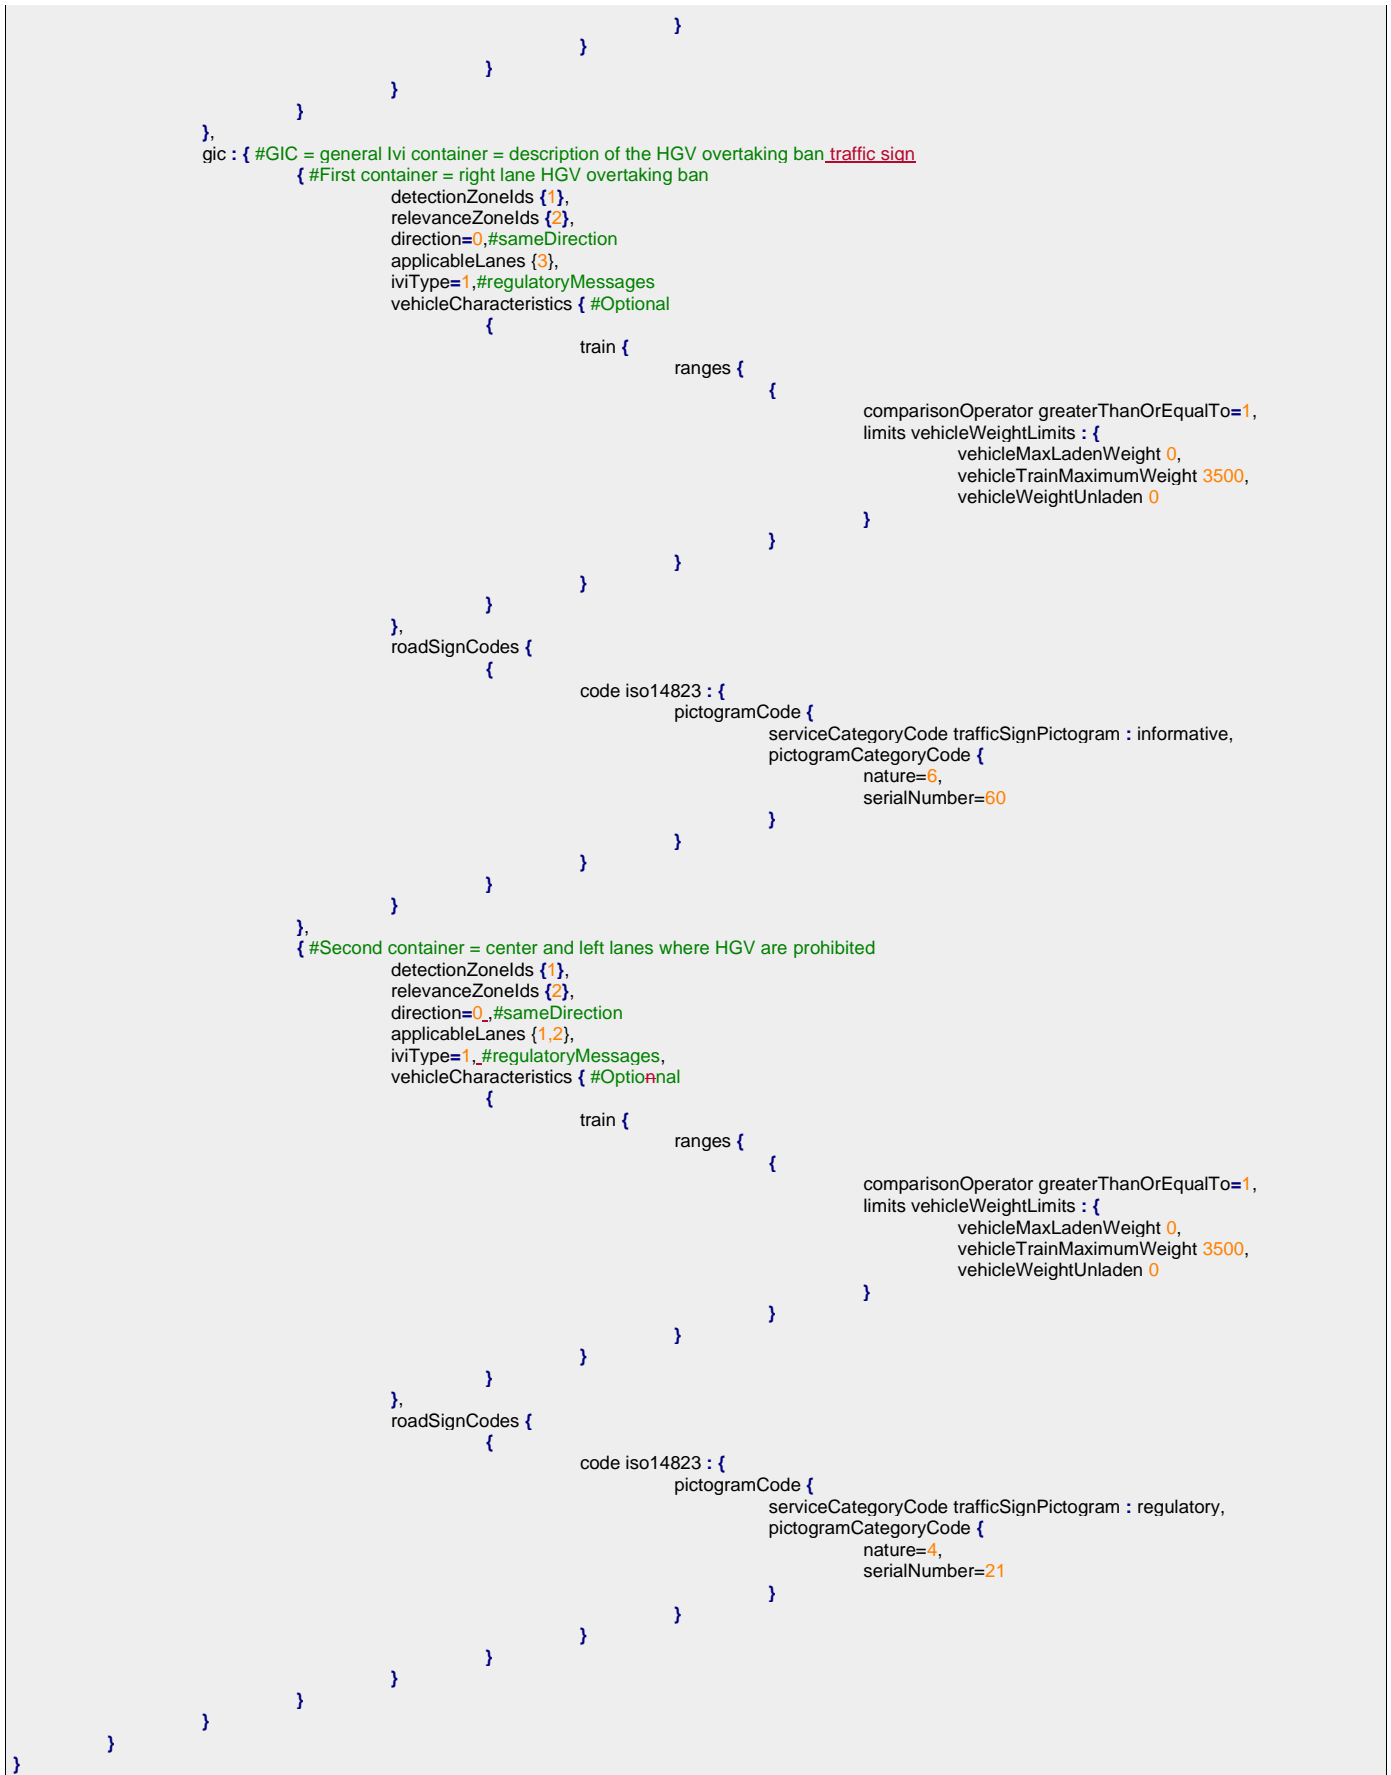 }
}
}
}
}
},
gic : { #GIC = general Ivi container = description of the HGV overtaking ban traffic sign
{ #First container = right lane HGV overtaking ban
detectionZoneIds {1},
relevanceZoneIds {2},
direction=0,#sameDirection
applicableLanes {3},
iviType=1,#regulatoryMessages
vehicleCharacteristics { #Optional
{
train {
ranges {
{
comparisonOperator greaterThanOrEqualTo=1,
limits vehicleWeightLimits : {
vehicleMaxLadenWeight 0,
vehicleTrainMaximumWeight 3500,
vehicleWeightUnladen 0
}
}
}
}
}
},
roadSignCodes {
{
code iso14823 : {
pictogramCode {
serviceCategoryCode trafficSignPictogram : informative,
pictogramCategoryCode {
nature=6,
serialNumber=60
}
}
}
}
}
},
{ #Second container = center and left lanes where HGV are prohibited
detectionZoneIds {1},
relevanceZoneIds {2},
direction=0 ,#sameDirection
applicableLanes {1,2},
iviType=1, #regulatoryMessages,
vehicleCharacteristics { #Optionnal
{
train {
ranges {
{
comparisonOperator greaterThanOrEqualTo=1,
limits vehicleWeightLimits : {
vehicleMaxLadenWeight 0,
vehicleTrainMaximumWeight 3500,
vehicleWeightUnladen 0
}
}
}
}
}
},
roadSignCodes {
{
code iso14823 : {
pictogramCode {
serviceCategoryCode trafficSignPictogram : regulatory,
pictogramCategoryCode {
nature=4,
serialNumber=21
}
}
}
}
}
}
}
}
}